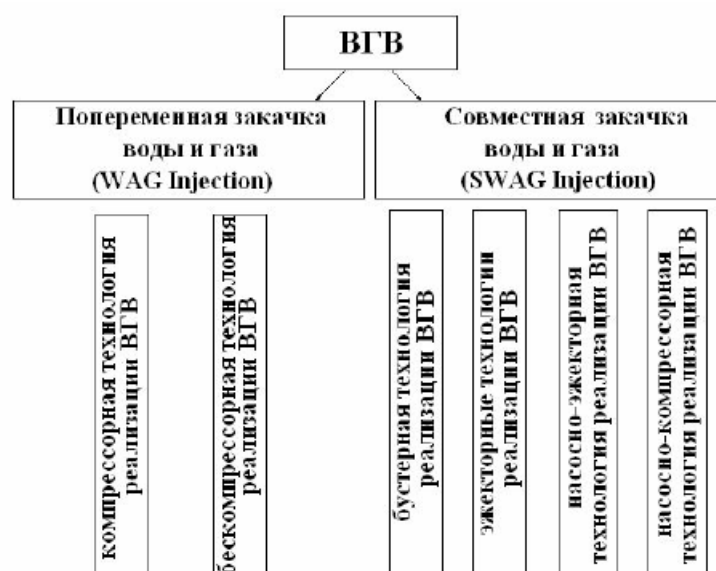 ВГВ
Попеременная закачка
воды и газа
(WAG Injection)
Совместная закачка
воды и газа
(SWAG Injection)
компрессорная технология
реализации ВГВ
бескомпрессорная технология
реализации ВГВ
бустерная технология
реализации ВГВ
эжекторные технологии
реализации ВГВ
насосно-эжекторная
технология реализации ВГВ
насосно-компрессорная
технология реализации ВГВ